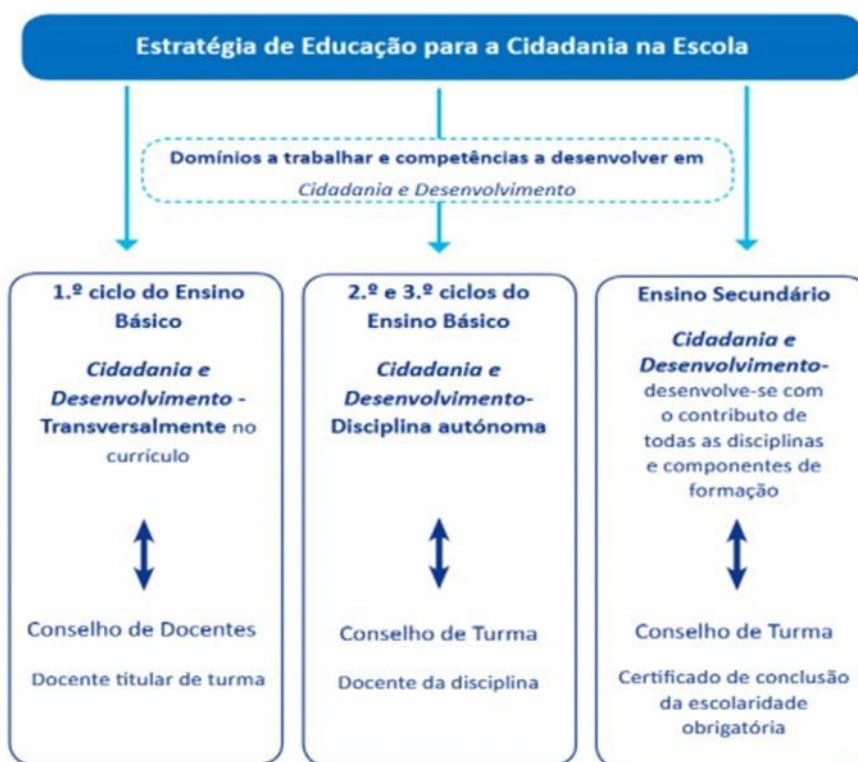 Estratégia de Educação para a Cidadania na Escola
Domínios a trabalhar e competências a desenvolver em
Cidadania e Desenvolvimento
1.º ciclo do Ensino
Básico
Cidadania e
Desenvolvimento -
Transversalmente no
currículo
Conselho de Docentes
Docente titular de turma
2.º e 3.º ciclos do
Ensino Básico
Cidadania e
Desenvolvimento-
Disciplina autónoma
Conselho de Turma
Docente da disciplina
Ensino Secundário
Cidadania e
Desenvolvimento-
desenvolve-se com
o contributo de
todas as disciplinas
e componentes de
formação
Conselho de Turma
Certificado de conclusão
da escolaridade
obrigatória